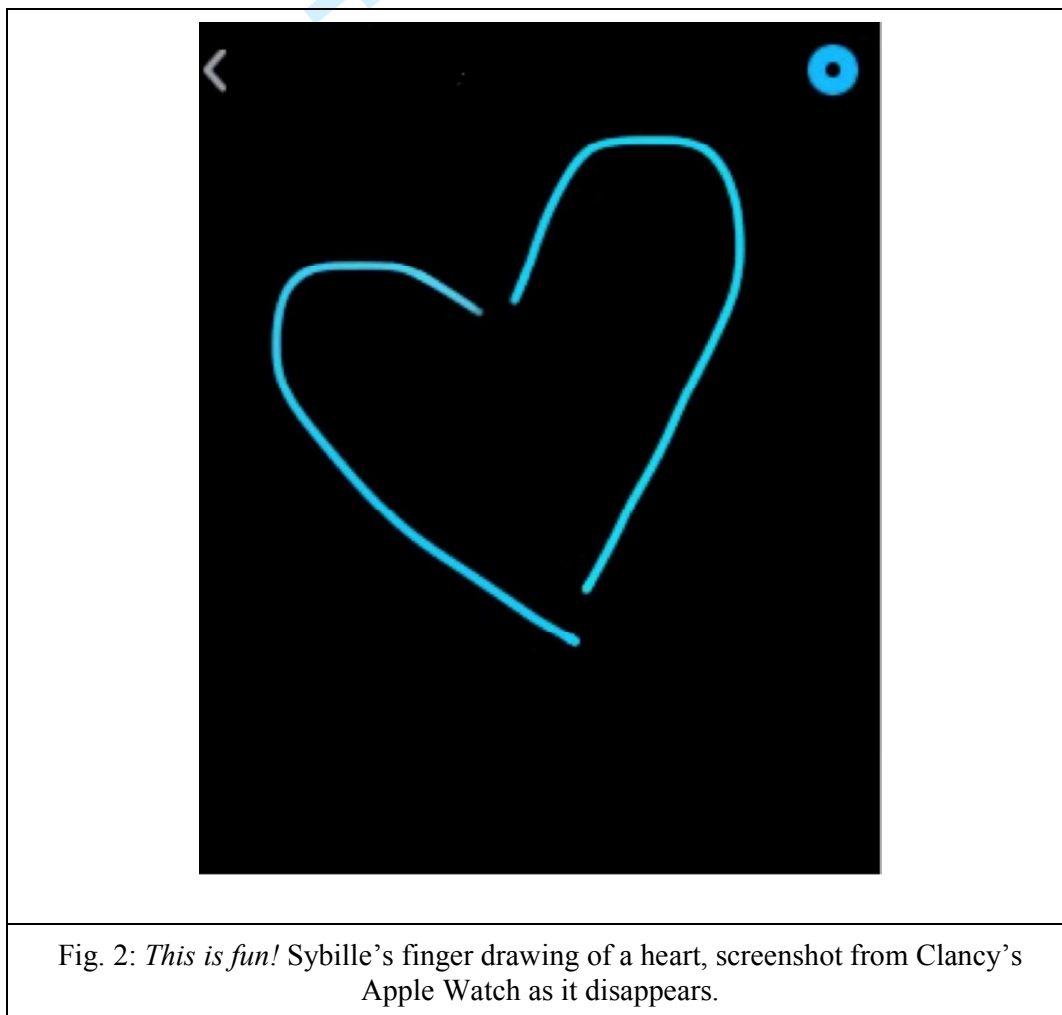 Fig. 2: This is fun! Sybille’s finger drawing of a heart, screenshot from Clancy’s
Apple Watch as it disappears.